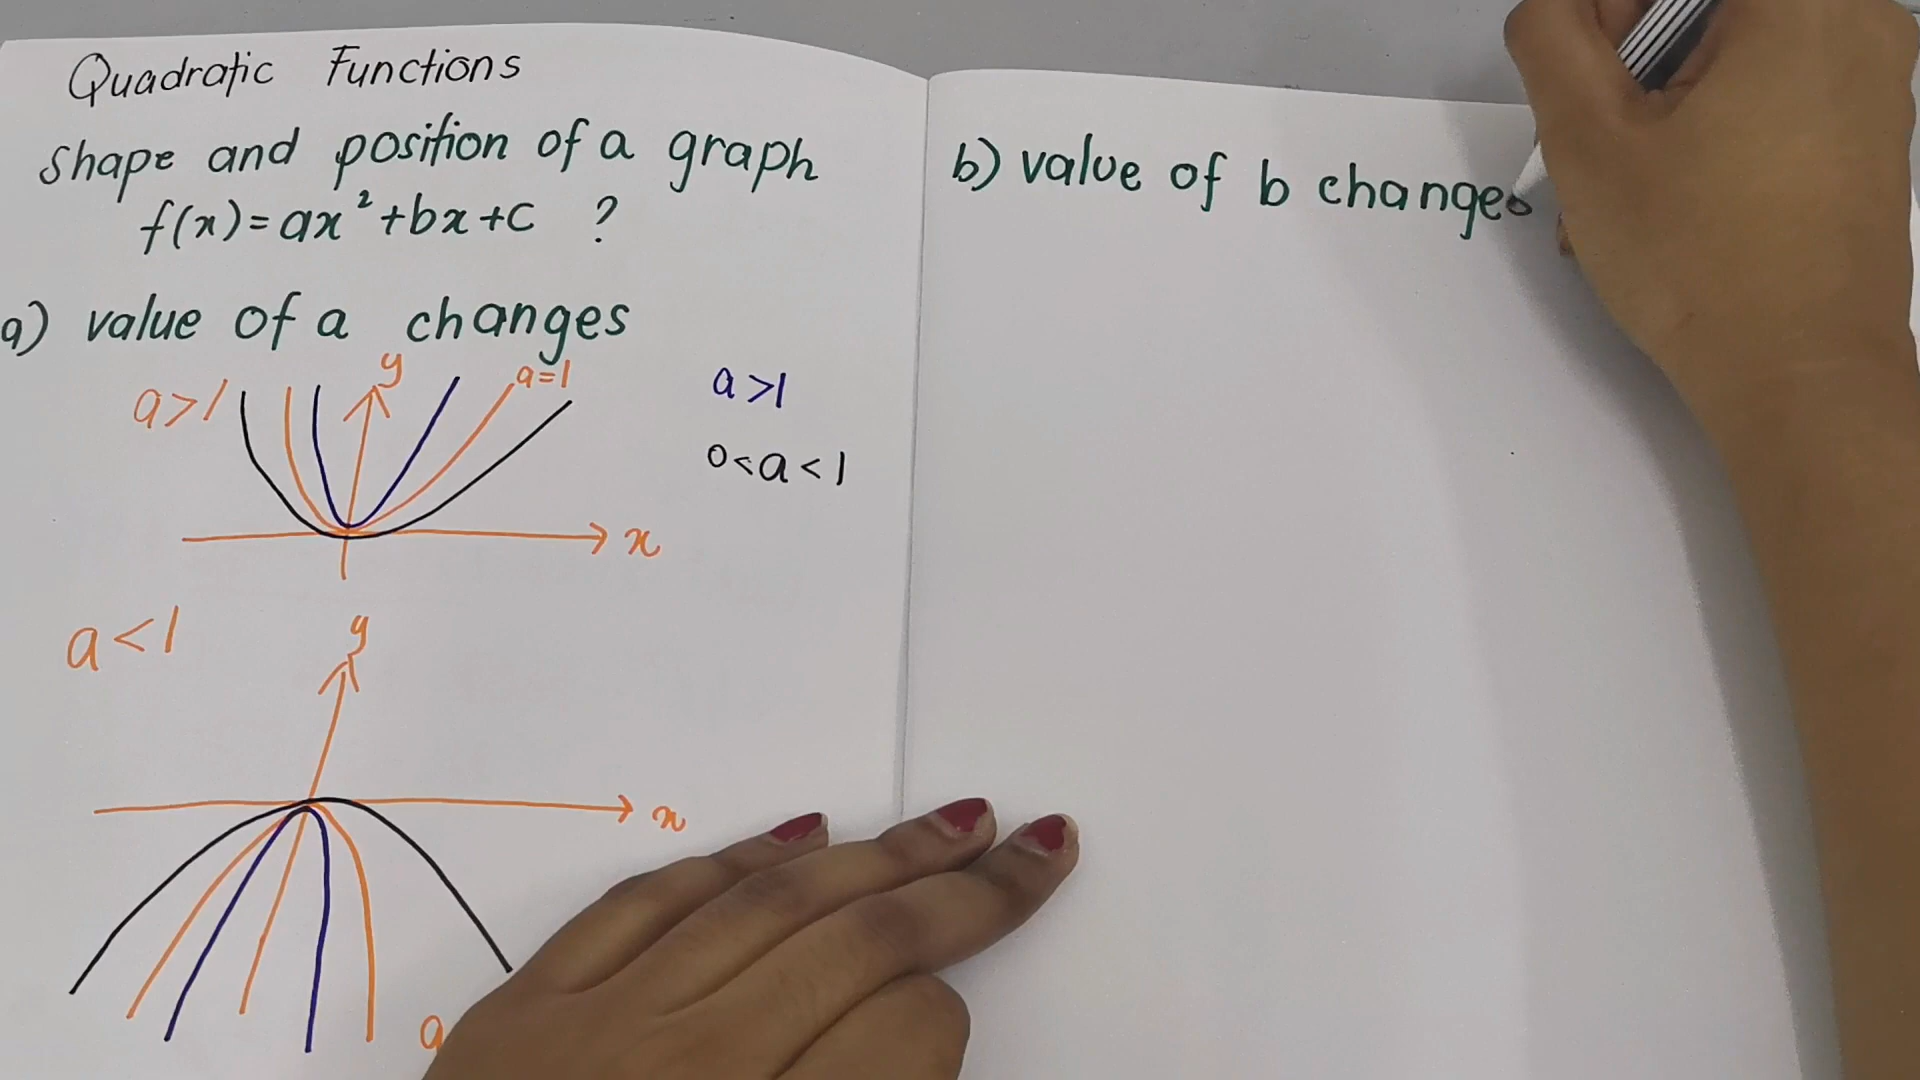 Quadratic Functions
Shape and position of a graph
f(x) = ax² + bx + c ?
a) value of a changes
a > 1
y
a = 1
x
a > 1
0 < a < 1
a < 1
y
x
a
b) value of b changes